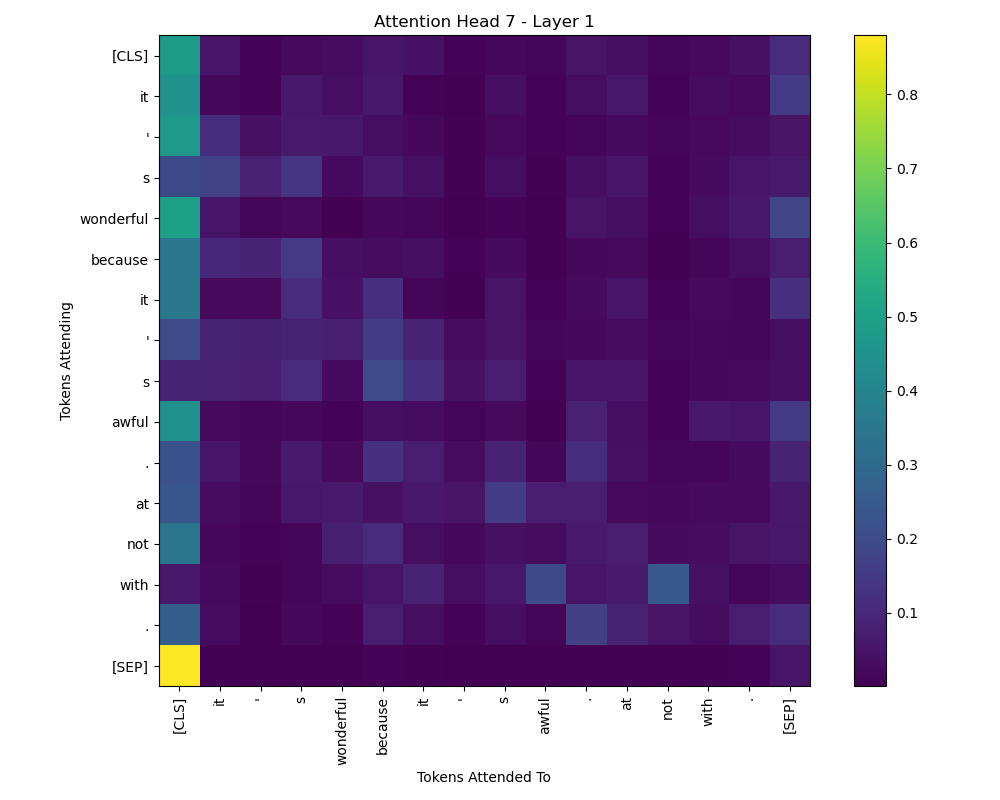 Attention Head 7 - Layer 1
Tokens Attending
[CLS]
it
'
s
wonderful
because
it
'
s
awful
.
at
not
with
.
[SEP]
[CLS]
it
'
s
wonderful
because
it
'
s
awful
.
at
not
with
.
[SEP]
Tokens Attended To
0.8
0.7
0.6
0.5
0.4
0.3
0.2
0.1